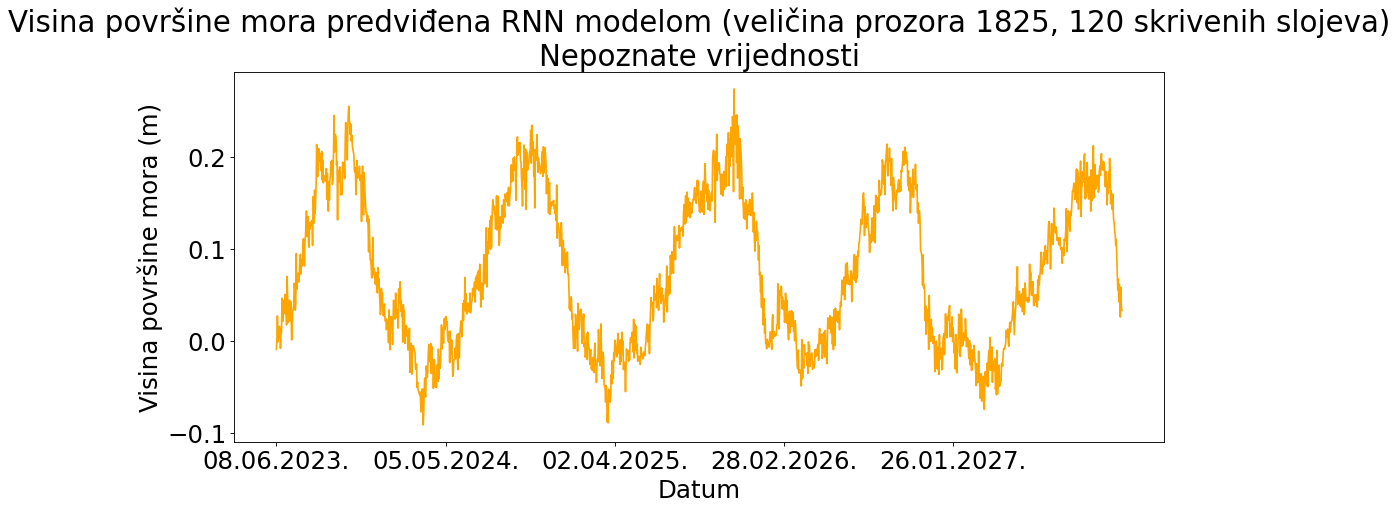 Visina površine mora predviđena RNN modelom (veličina prozora 1825, 120 skrivenih slojeva)
Nepoznate vrijednosti
Visina površine mora (m)
0.2
0.1
0.0
−0.1
08.06.2023. 05.05.2024. 02.04.2025. 28.02.2026. 26.01.2027.
Datum